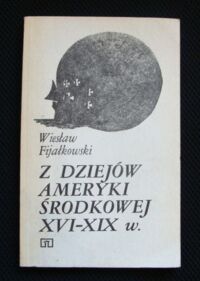 Wiesław
Fijałkowski
Z DZIEJÓW
AMERYKI
ŚRODKOWEJ
XVI-XIX w.